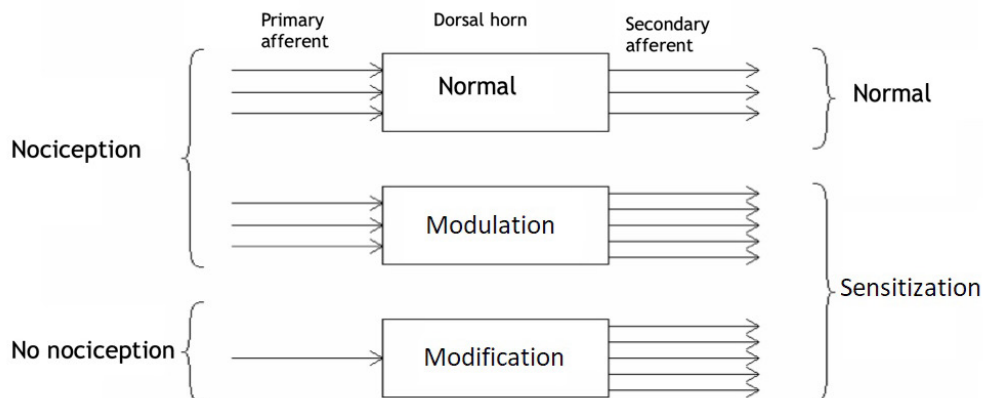 Primary
afferent
Dorsal horn
Secondary
afferent
Normal
Normal
Nociception
Modulation
Sensitization
No nociception
Modification